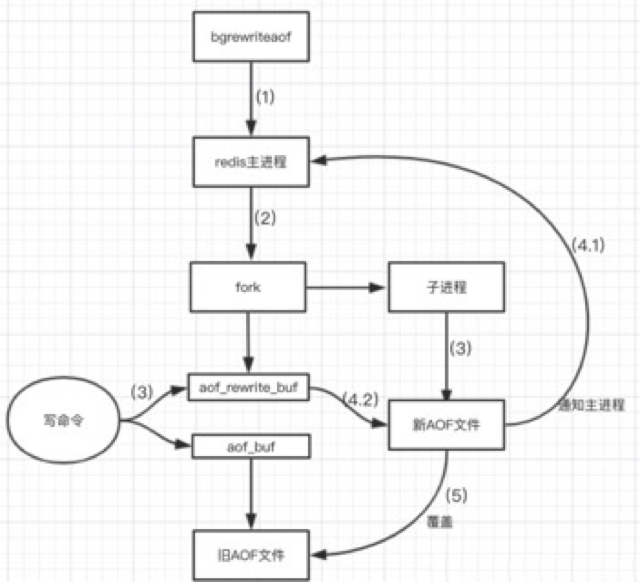 bgrewriteaof
(1)
redis主进程
(2)
(4.1)
fork
子进程
(3)
aof_rewrite_buf
(3)
(4.2)
通知主进程
写命令
新AOF文件
aof_buf
(5)
覆盖
旧AOF文件